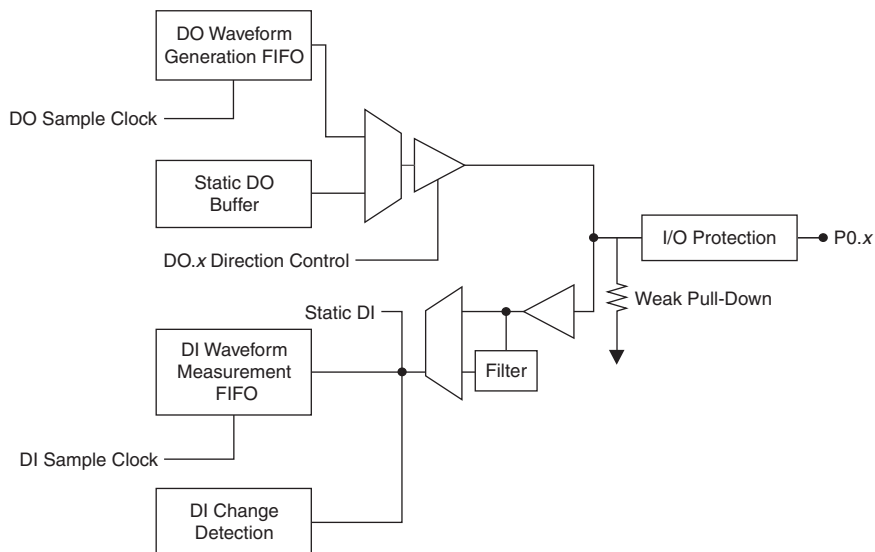 DO Waveform
Generation FIFO
DO Sample Clock
Static DO
Buffer
DO.x Direction Control
I/O Protection
P0.x
Weak Pull-Down
Static DI
DI Waveform
Measurement
FIFO
Filter
DI Sample Clock
DI Change
Detection